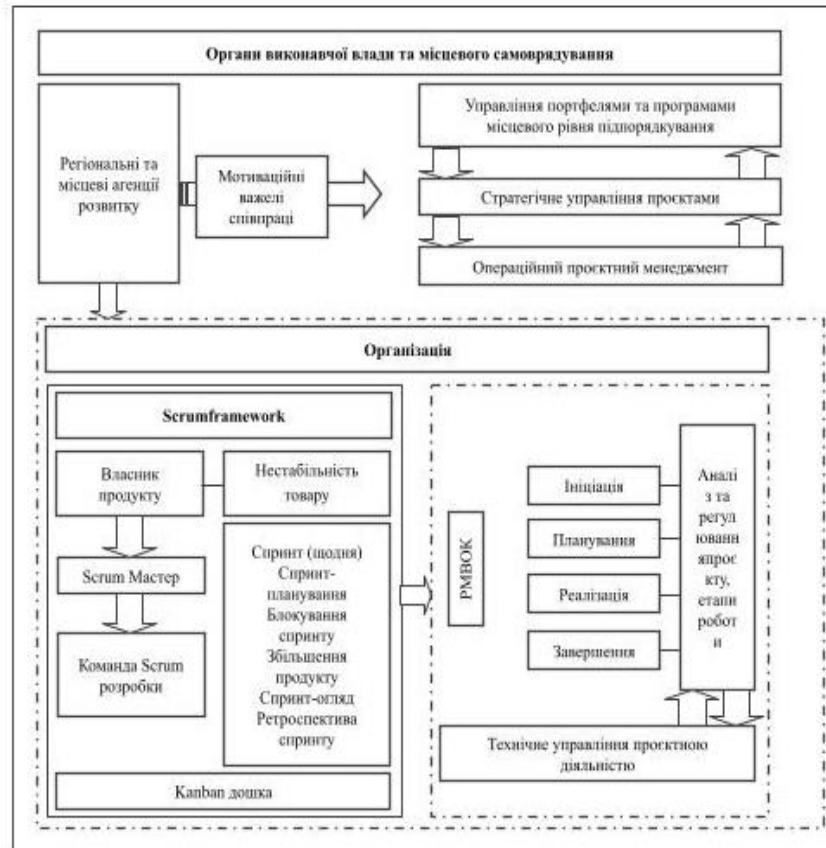 Органи виконавчої влади та місцевого самоврядування
Регіональні та
місцеві агенції
розвитку
Мотиваційні
важелі
співпраці
Управління портфелями та програмами
місцевого рівня підпорядкування
Стратегічне управління проєктами
Операційний проєктний менеджмент
Організація
Scrumframework
Власник
продукту
Нестабільність
товару
Scrum Мастер
Команда Scrum
розробки
Спринт (щодня)
Спринт-
планування
Блокування
спринту
Збільшення
продукту
Спринт-огляд
Ретроспектива
спринту
Kanban дошка
PMBOK
Ініціація
Планування
Реалізація
Завершення
Аналі
з та
регул
юванн
япроє
кту,
етапи
робот
и
Технічне управління проєктною
діяльністю